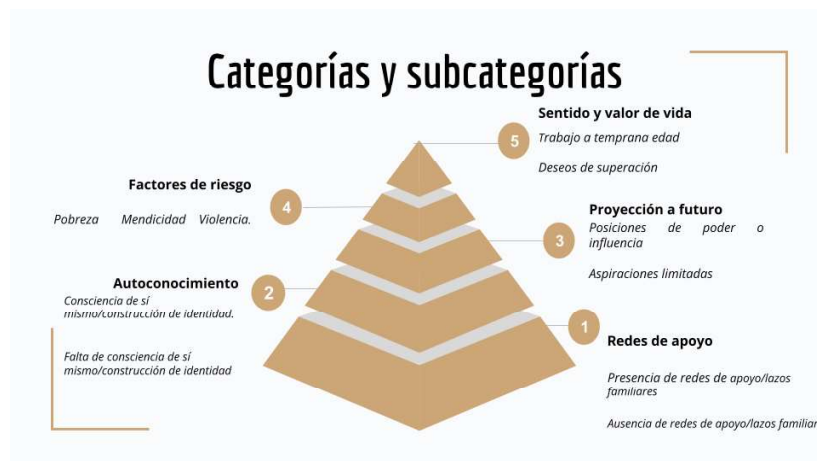 Categorías y subcategorías
5
Sentido y valor de vida
Trabajo a temprana edad
Deseos de superación
4
Factores de riesgo
Pobreza Mendicidad Violencia.
3
Proyección a futuro
Posiciones de poder o
influencia
Aspiraciones limitadas
2
Autoconocimiento
Consciencia de sí
mismo/construcción de identidad.
Falta de consciencia de sí
mismo/construcción de identidad
1
Redes de apoyo
Presencia de redes de apoyo/lazos
familiares
Ausencia de redes de apoyo/lazos familiar